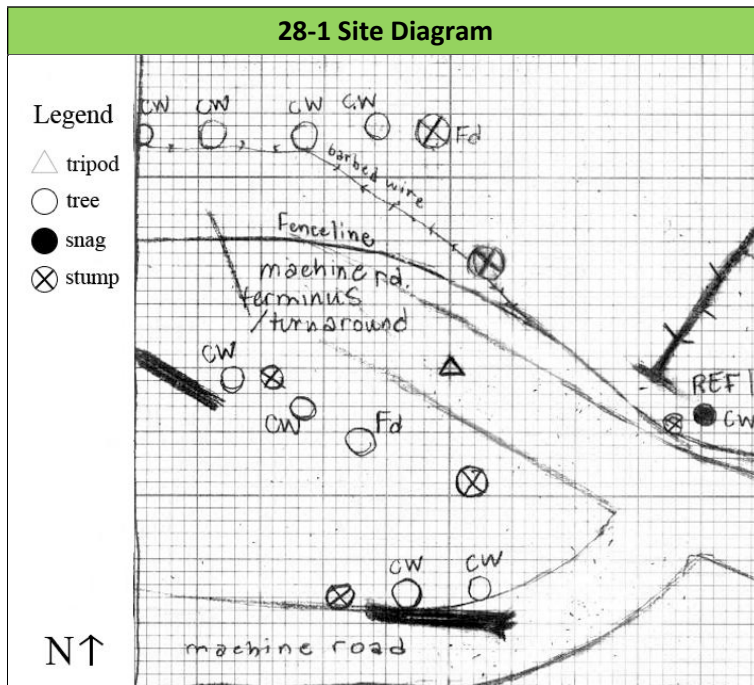 28-1 Site Diagram
Legend
tripod
tree
snag
stump
CW CW CW CW
Fd
barbed wire
Fenceline
machine rd.
terminus
/turnaround
CW
CW
Fd
REF 1
CW
CW CW
machine road
N↑